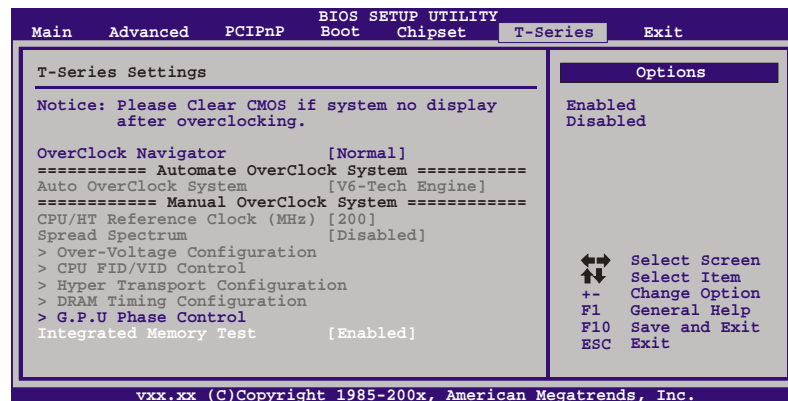 BIOS SETUP UTILITY
Main Advanced PCIPnP Boot Chipset T-Series Exit
T-Series Settings
Notice: Please Clear CMOS if system no display
after overclocking.
OverClock Navigator [Normal]
=========== Automate OverClock System ===========
Auto OverClock System [V6-Tech Engine]
============ Manual OverClock System ============
CPU/HT Reference Clock (MHz) [200]
Spread Spectrum [Disabled]
> Over-Voltage Configuration
> CPU FID/VID Control
> Hyper Transport Configuration
> DRAM Timing Configuration
> G.P.U Phase Control
Integrated Memory Test [Enabled]
Options
Enabled
Disabled
Select Screen
Select Item
+- Change Option
F1 General Help
F10 Save and Exit
ESC Exit
vxx.xx (C)Copyright 1985-200x, American Megatrends, Inc.